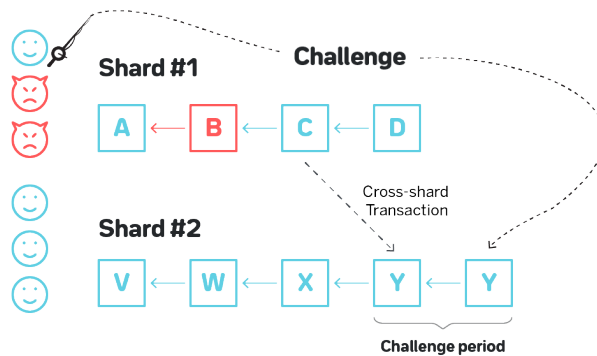 Challenge
Shard #1
A B C D
Cross-shard
Transaction
Shard #2
V W X Y Y
Challenge period